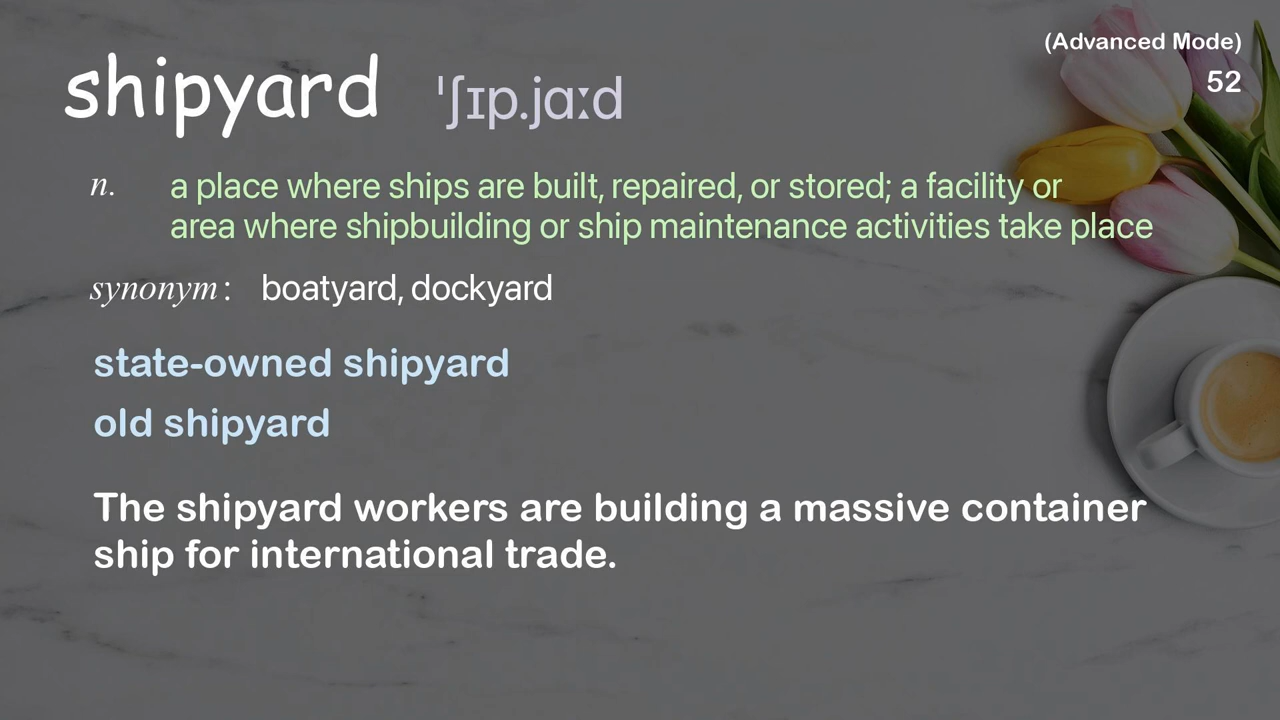 (Advanced Mode)
52
shipyard ˈʃɪp.jɑːd
n. a place where ships are built, repaired, or stored; a facility or
area where shipbuilding or ship maintenance activities take place
synonym: boatyard, dockyard
state-owned shipyard
old shipyard
The shipyard workers are building a massive container
ship for international trade.